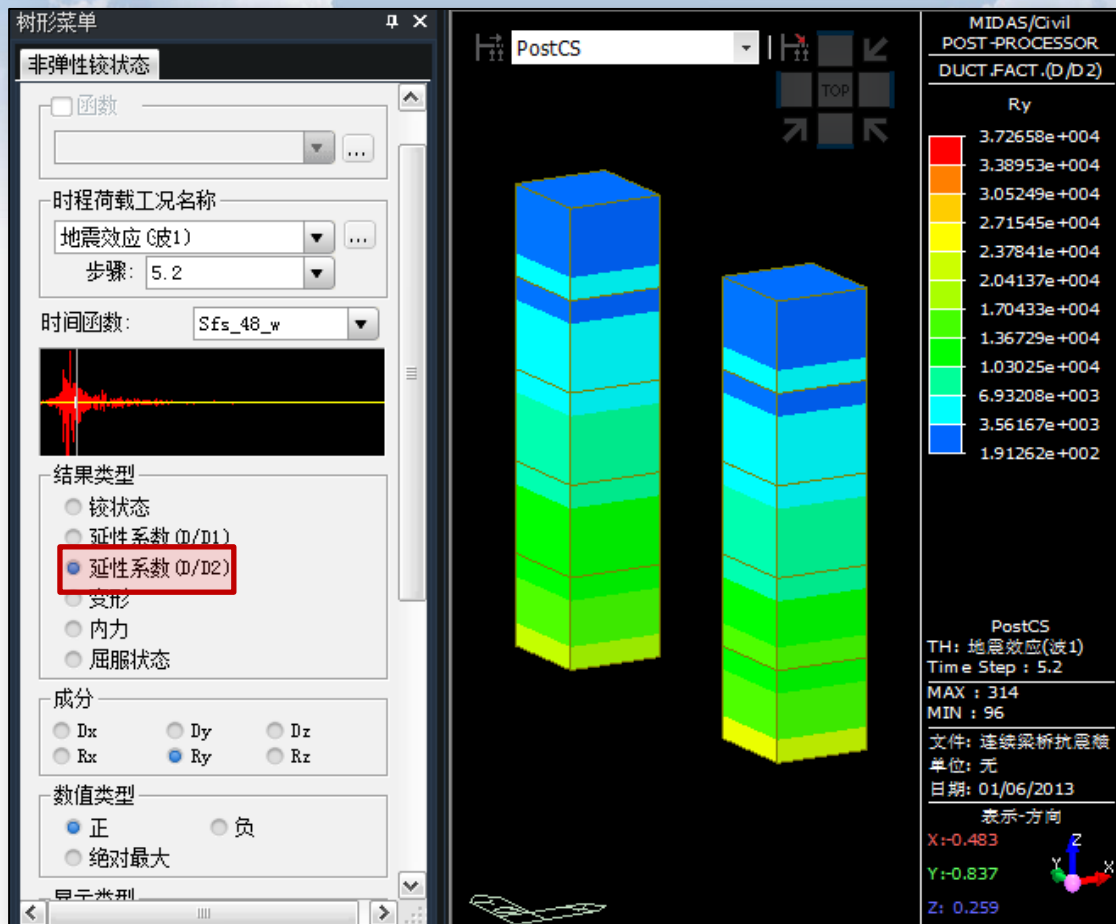 树形菜单
非弹性铰状态
函数
...
时程荷载工况名称
地震效应(波1)
...
步骤: 5.2
时间函数: Sfs_48_w
结果类型
铰状态
延性系数(D/D1)
延性系数(D/D2)
变形
内力
屈服状态
成分
Dx Dy Dz
Rx Ry Rz
数值类型
正 负
绝对最大
显示类型
PostCS
TOP
MIDAS/Civil
POST-PROCESSOR
DUCT.FACT.(D/D2)
Ry
3.72658e+004
3.38953e+004
3.05249e+004
2.71545e+004
2.37841e+004
2.04137e+004
1.70433e+004
1.36729e+004
1.03025e+004
6.93208e+003
3.56167e+003
1.91262e+002
PostCS
TH: 地震效应(波1)
Time Step : 5.2
MAX : 314
MIN : 96
文件: 连续梁桥抗震
单位: 无
日期: 01/06/2013
表示-方向
X:-0.483
Y:-0.837
Z: 0.259
Z
Y
X